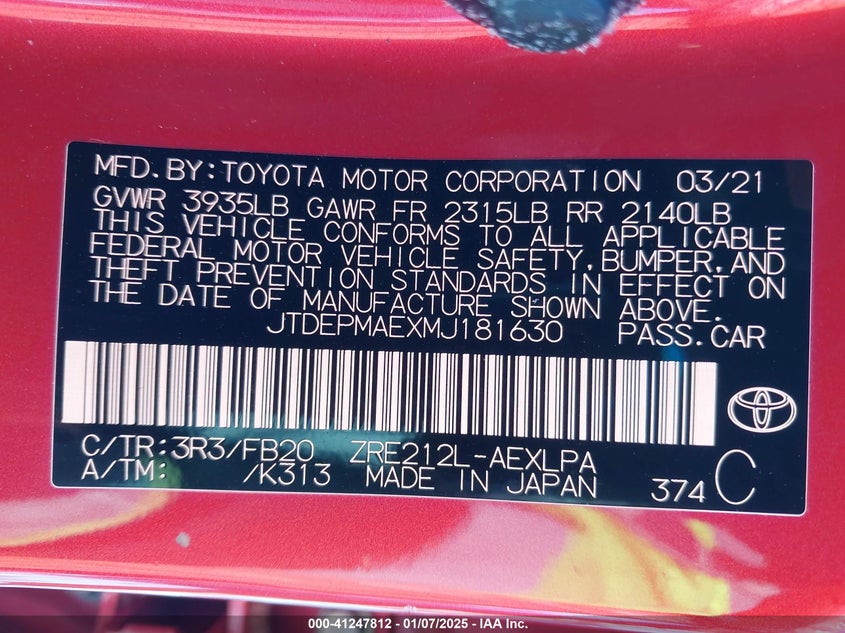 MFD.BY:TOYOTA MOTOR CORPORATION 03/21
GVWR 3935LB GAWR FR 2315LB RR 2140LB
THIS VEHICLE CONFORMS TO ALL APPLICABLE
FEDERAL MOTOR VEHICLE SAFETY,BUMPER,AND
THEFT PREVENTION STANDARDS IN EFFECT ON
THE DATE OF MANUFACTURE SHOWN ABOVE.
JTDEPMAEXMJ181630 PASS.CAR
C/TR:3R3/FB20 ZRE212L-AEXLPA
A/TM: /K313 MADE IN JAPAN 374 C
000-41247812 - 01/07/2025 - IAA Inc.